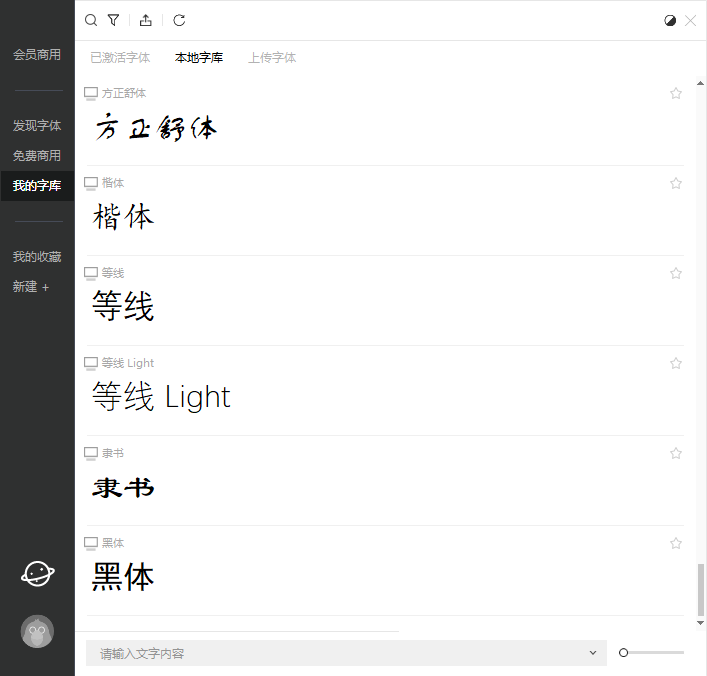 会员商用
发现字体
免费商用
我的字库
我的收藏
新建 +
已激活字体 本地字库 上传字体
方正舒体
方正舒体
楷体
楷体
等线
等线
等线 Light
等线 Light
隶书
隶书
黑体
黑体
请输入文字内容